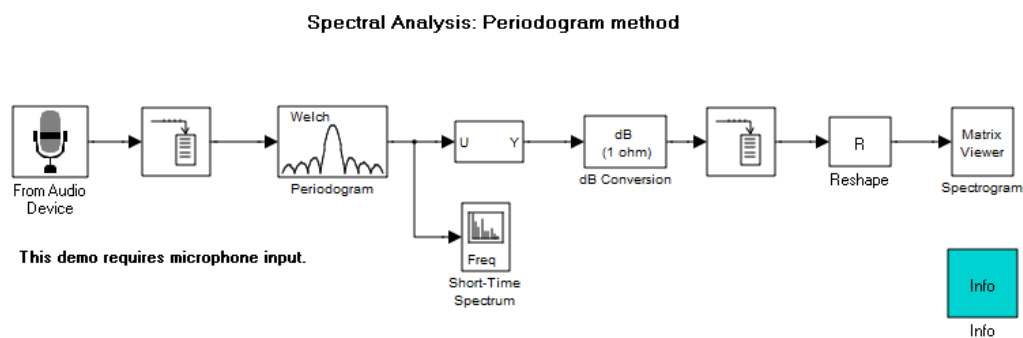 Spectral Analysis: Periodogram method
Welch
U Y
dB
(1 ohm)
R
Matrix
Viewer
From Audio
Device
Periodogram
dB Conversion
Reshape
Spectrogram
This demo requires microphone input.
Freq
Short-Time
Spectrum
Info
Info